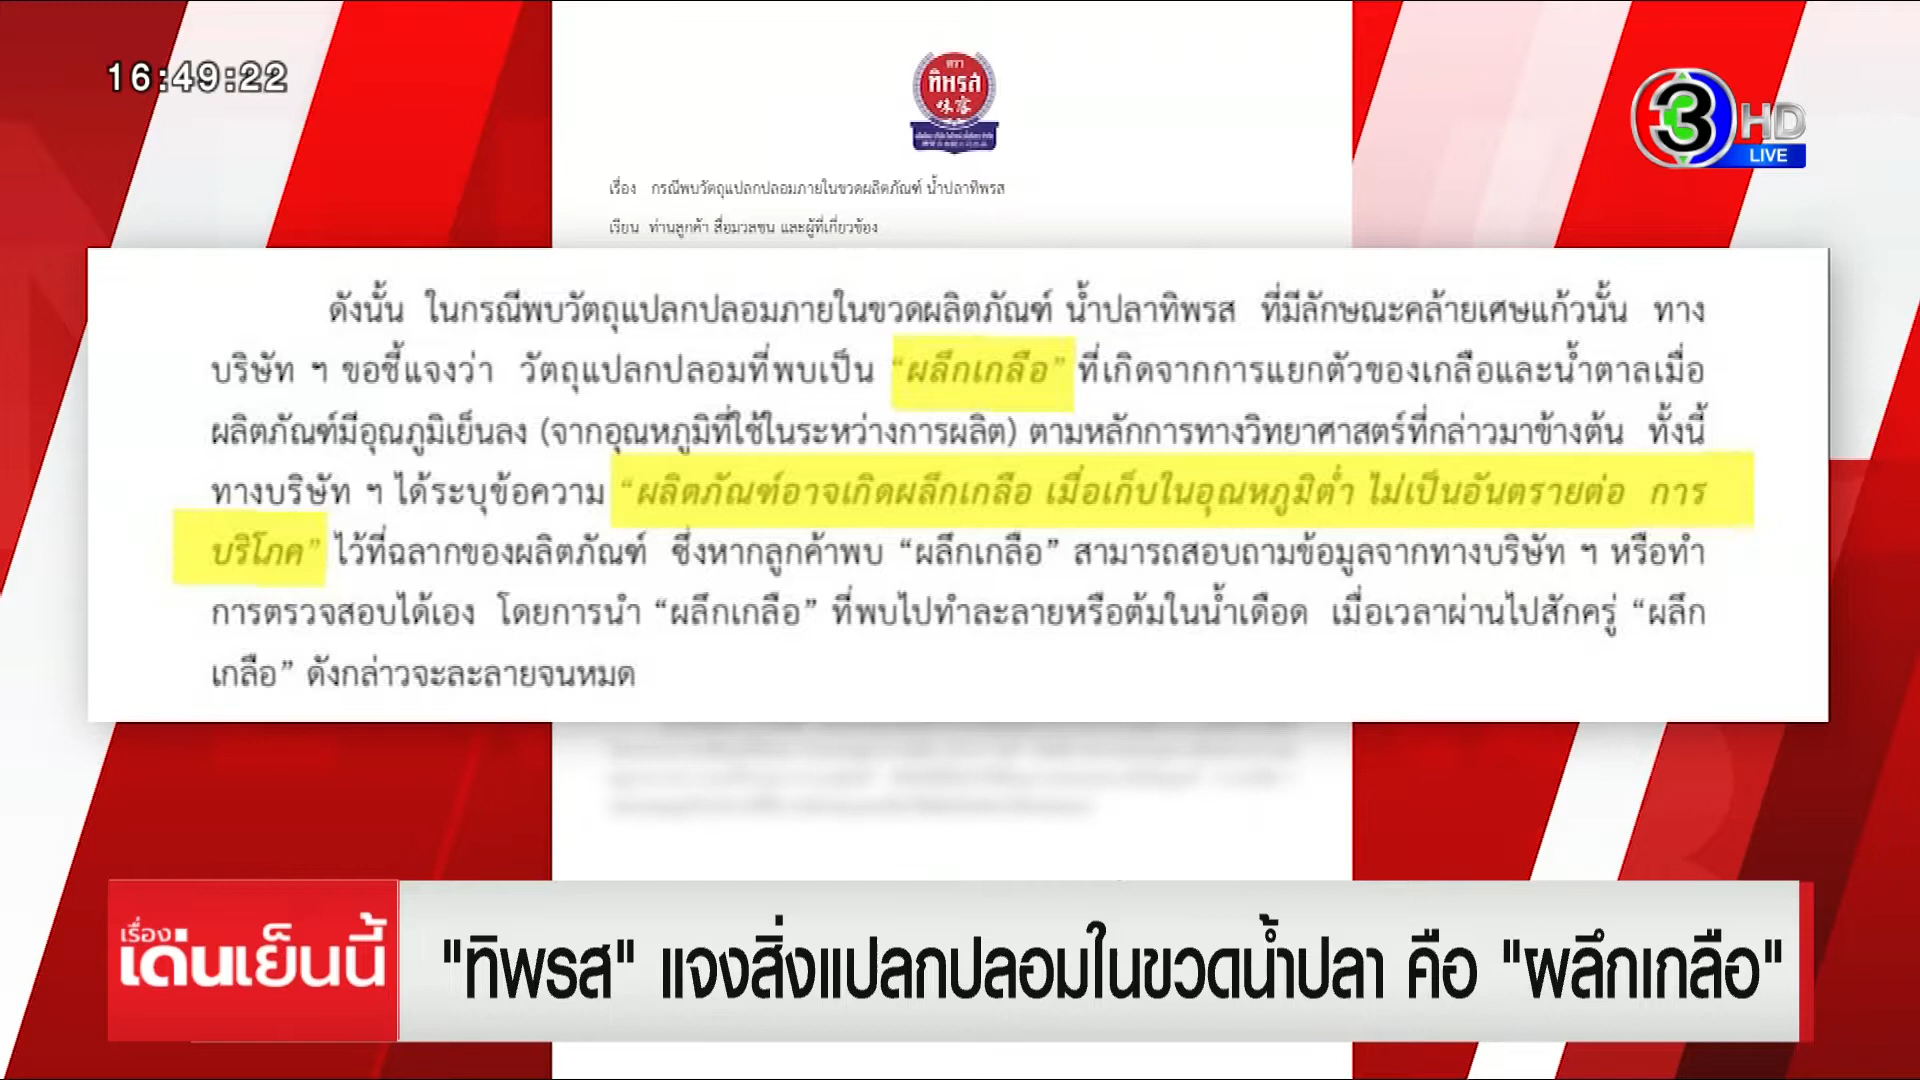 16:49:22
ตรา
ทิพรส
味露
3 HD
LIVE
เรื่อง กรณีพบวัตถุแปลกปลอมภายในขวดผลิตภัณฑ์ น้ำปลาทิพรส
เรียน ท่านลูกค้า สื่อมวลชน และผู้ที่เกี่ยวข้อง
ดังนั้น ในกรณีพบวัตถุแปลกปลอมภายในขวดผลิตภัณฑ์ น้ำปลาทิพรส ที่มีลักษณะคล้ายเศษแก้วนั้น ทาง
บริษัท ฯ ขอชี้แจงว่า วัตถุแปลกปลอมที่พบเป็น “ผลึกเกลือ” ที่เกิดจากการแยกตัวของเกลือและน้ำตาลเมื่อ
ผลิตภัณฑ์มีอุณภูมิเย็นลง (จากอุณหภูมิที่ใช้ในระหว่างการผลิต) ตามหลักการทางวิทยาศาสตร์ที่กล่าวมาข้างต้น ทั้งนี้
ทางบริษัท ฯ ได้ระบุข้อความ “ผลิตภัณฑ์อาจเกิดผลึกเกลือ เมื่อเก็บในอุณหภูมิต่ำ ไม่เป็นอันตรายต่อ การ
บริโภค” ไว้ที่ฉลากของผลิตภัณฑ์ ซึ่งหากลูกค้าพบ “ผลึกเกลือ” สามารถสอบถามข้อมูลจากทางบริษัท ฯ หรือทำ
การตรวจสอบได้เอง โดยการนำ “ผลึกเกลือ” ที่พบไปทำละลายหรือต้มในน้ำเดือด เมื่อเวลาผ่านไปสักครู่ “ผลึก
เกลือ” ดังกล่าวจะละลายจนหมด
เรื่อง
เด่นเย็นนี้
"ทิพรส" แจงสิ่งแปลกปลอมในขวดน้ำปลา คือ "ผลึกเกลือ"